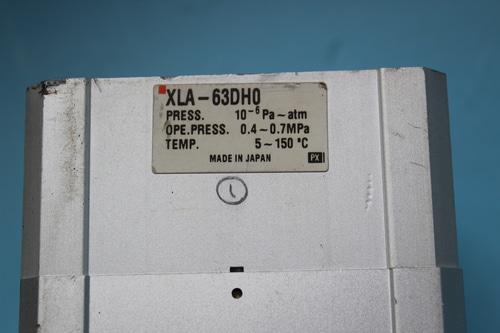 XLA-63DH0
PRESS. 10⁻⁶ Pa~atm
OPE.PRESS. 0.4~0.7MPa
TEMP. 5~150 °C
MADE IN JAPAN PX
1